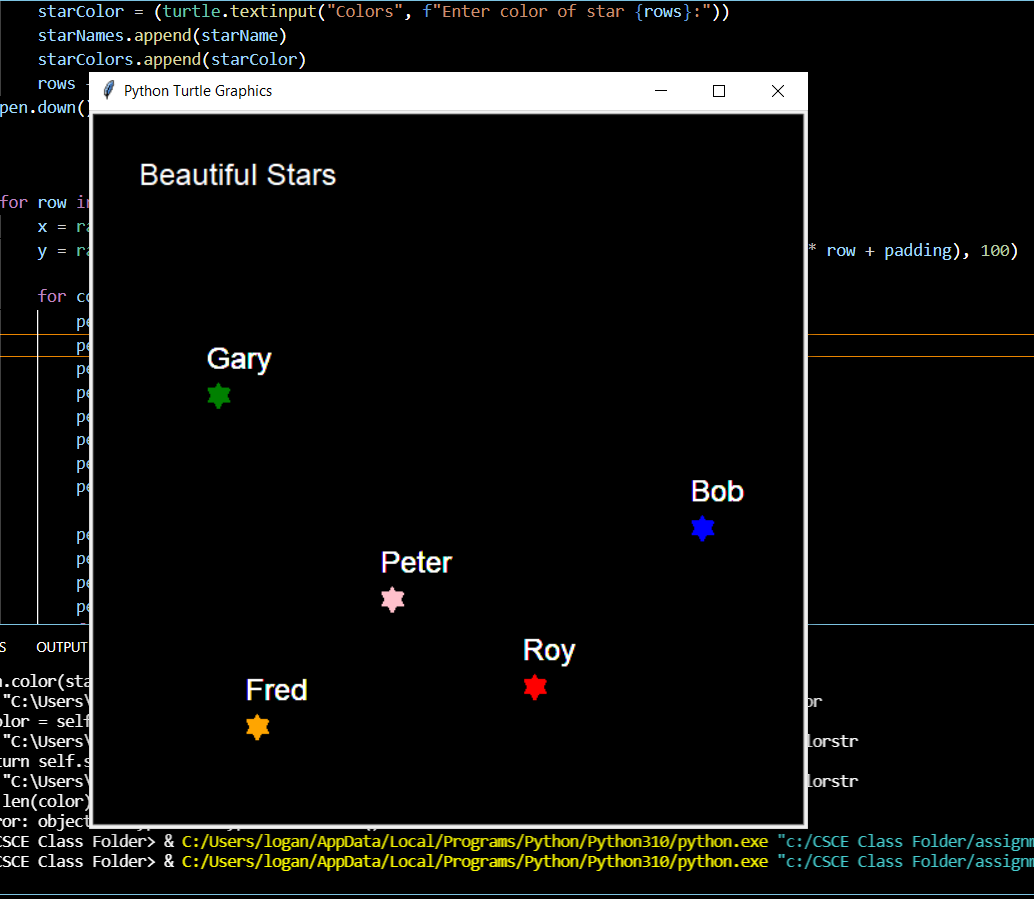 starColor = (turtle.textinput("Colors", f"Enter color of star {rows}:"))
starNames.append(starName)
starColors.append(starColor)
rows
Python Turtle Graphics
pen.down()
Beautiful Stars
for row in
x = ra
y = ra * row + padding), 100)
for co
pe
pe
Gary
pe
pe
pe
pe
pe
pe
Bob
pe
pe
Peter
pe
pe
Roy
S OUTPUT
n.color(sta
Fred
"C:\Users\ or
olor = self
"C:\Users\ lorstr
turn self.s
"C:\Users\ lorstr
len(color)
ror: object
CSCE Class Folder> & C:/Users/logan/AppData/Local/Programs/Python/Python310/python.exe "c:/CSCE Class Folder/assignm
CSCE Class Folder> & C:/Users/logan/AppData/Local/Programs/Python/Python310/python.exe "c:/CSCE Class Folder/assignm